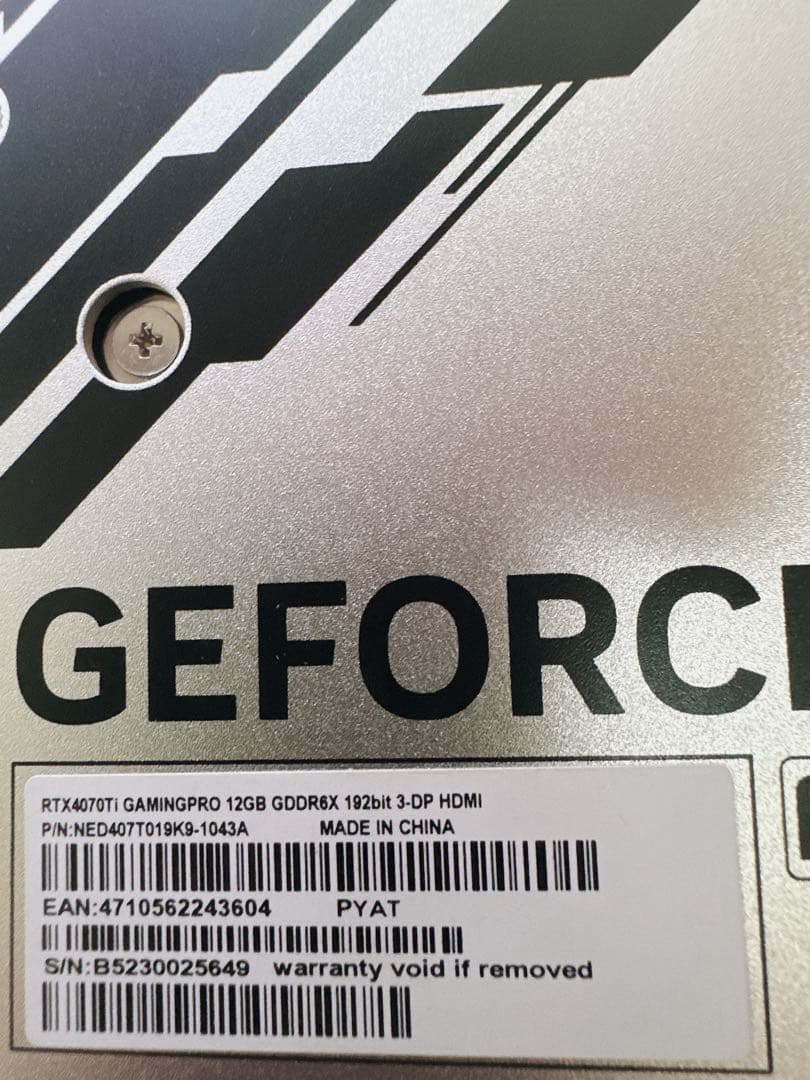 GEFORC
RTX4070Ti GAMINGPRO 12GB GDDR6X 192bit 3-DP HDMI
P/N:NED407T019K9-1043A MADE IN CHINA
EAN:4710562243604 PYAT
S/N:B5230025649 warranty void if removed